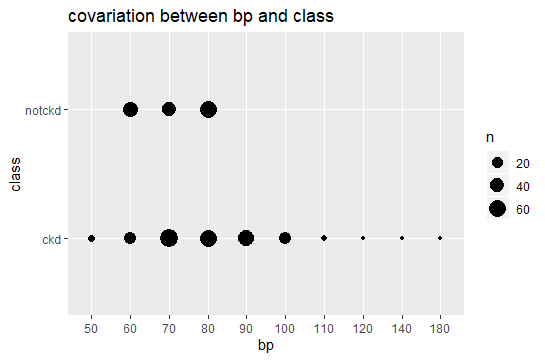 covariation between bp and class
class
notckd
ckd
50 60 70 80 90 100 110 120 140 180
bp
n
20
40
60